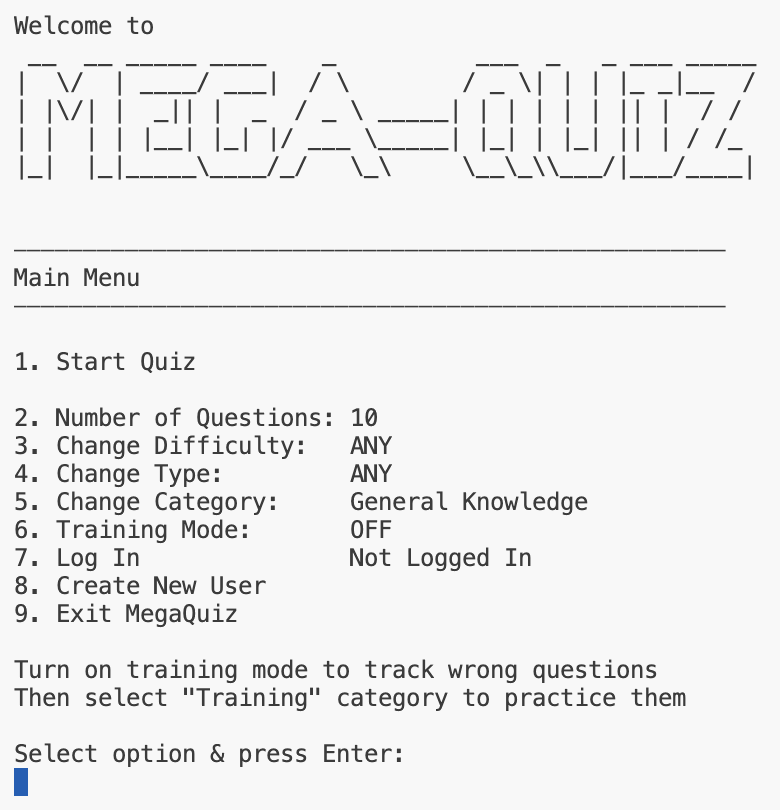 Welcome to
MEGA-QUIZ
Main Menu
1. Start Quiz
2. Number of Questions: 10
3. Change Difficulty: ANY
4. Change Type: ANY
5. Change Category: General Knowledge
6. Training Mode: OFF
7. Log In Not Logged In
8. Create New User
9. Exit MegaQuiz
Turn on training mode to track wrong questions
Then select "Training" category to practice them
Select option & press Enter: